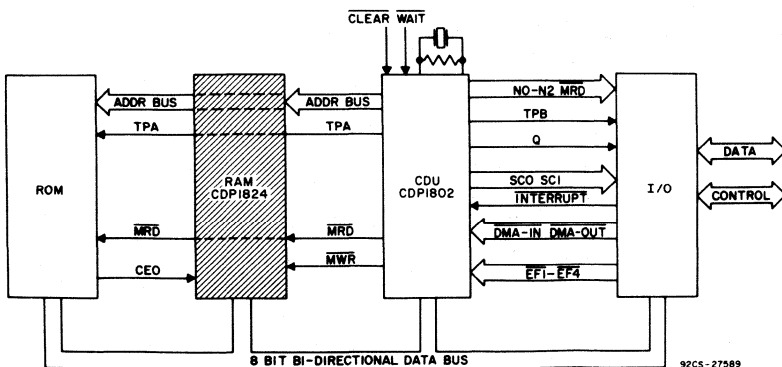 CLEAR WAIT
ADDR BUS
ADDR BUS
NO-N2 MRD
TPA
TPA
TPB
Q
ROM
RAM
CDP1824
CDU
CDP1802
SCO SCI
INTERRUPT
I/O
DATA
CONTROL
MRD
MRD
DMA-IN DMA-OUT
CEO
MWR
EF1-EF4
8 BIT BI-DIRECTIONAL DATA BUS
92CS-27589